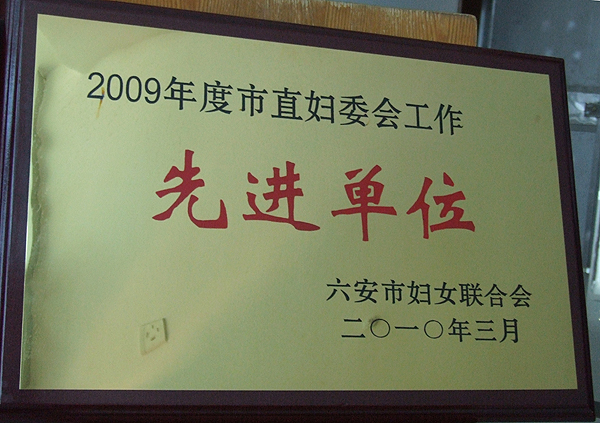 2009年度市直妇委会工作
先进单位
六安市妇女联合会
二〇一〇年三月